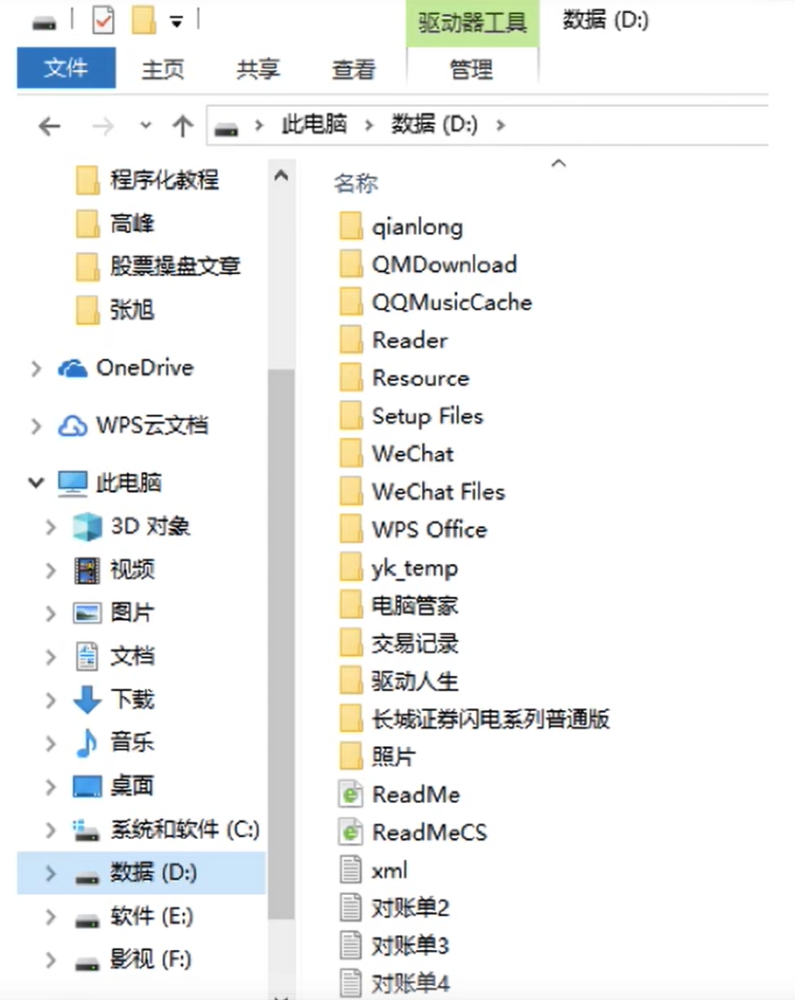 驱动器工具
数据 (D:)
文件
主页
共享
查看
管理
此电脑
数据 (D:)
程序化教程
高峰
股票操盘文章
张旭
OneDrive
WPS云文档
此电脑
3D 对象
视频
图片
文档
下载
音乐
桌面
系统和软件 (C:)
数据 (D:)
软件 (E:)
影视 (F:)
名称
qianlong
QMDownload
QQMusicCache
Reader
Resource
Setup Files
WeChat
WeChat Files
WPS Office
yk_temp
电脑管家
交易记录
驱动人生
长城证券闪电系列普通版
照片
ReadMe
ReadMeCS
xml
对账单2
对账单3
对账单4